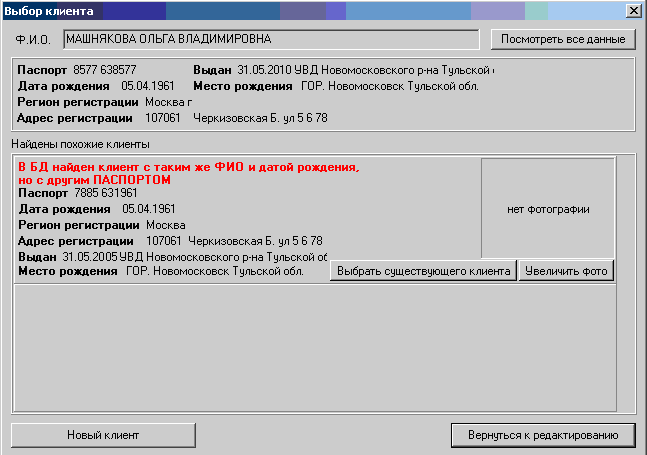 Выбор клиента
Ф.И.О. МАШНЯКОВА ОЛЬГА ВЛАДИМИРОВНА Посмотреть все данные
Паспорт 8577 638577 Выдан 31.05.2010 УВД Новомосковского р-на Тульской
Дата рождения 05.04.1961 Место рождения ГОР. Новомосковск Тульской обл.
Регион регистрации Москва г
Адрес регистрации 107061 Черкизовская Б. ул 5 6 78
Найдены похожие клиенты
В БД найден клиент с таким же ФИО и датой рождения,
но с другим ПАСПОРТОМ
Паспорт 7885 631961
Дата рождения 05.04.1961
нет фотографии
Регион регистрации Москва
Адрес регистрации 107061 Черкизовская Б. ул 5 6 78
Выдан 31.05.2005 УВД Новомосковского р-на Тульской об
Место рождения ГОР. Новомосковск Тульской обл.
Выбрать существующего клиента Увеличить фото
Новый клиент Вернуться к редактированию